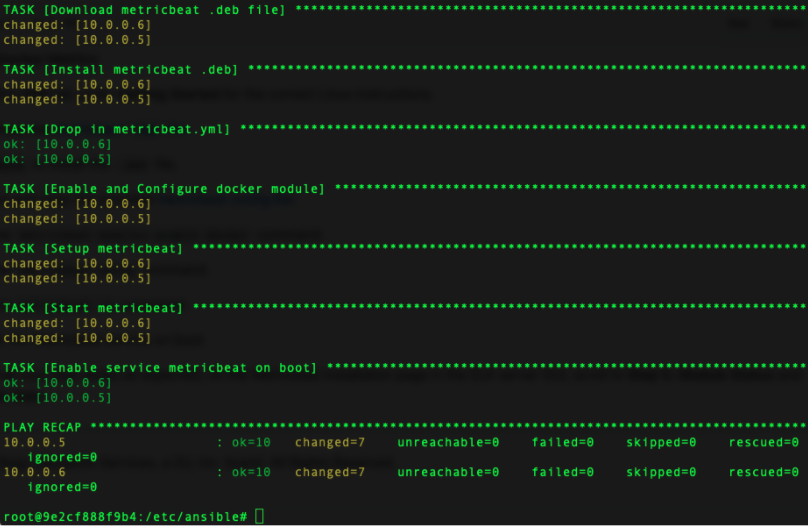 TASK [Download metricbeat .deb file] *****************************************************************
changed: [10.0.0.6]
changed: [10.0.0.5]
TASK [Install metricbeat .deb] ***********************************************************************
changed: [10.0.0.6]
changed: [10.0.0.5]
TASK [Drop in metricbeat.yml] ************************************************************************
ok: [10.0.0.6]
ok: [10.0.0.5]
TASK [Enable and Configure docker module] ************************************************************
changed: [10.0.0.6]
changed: [10.0.0.5]
TASK [Setup metricbeat] ******************************************************************************
changed: [10.0.0.6]
changed: [10.0.0.5]
TASK [Start metricbeat] ******************************************************************************
changed: [10.0.0.6]
changed: [10.0.0.5]
TASK [Enable service metricbeat on boot] *************************************************************
ok: [10.0.0.6]
ok: [10.0.0.5]
PLAY RECAP *******************************************************************************************
10.0.0.5 : ok=10 changed=7 unreachable=0 failed=0 skipped=0 rescued=0
ignored=0
10.0.0.6 : ok=10 changed=7 unreachable=0 failed=0 skipped=0 rescued=0
ignored=0
root@9e2cf888f9b4:/etc/ansible#